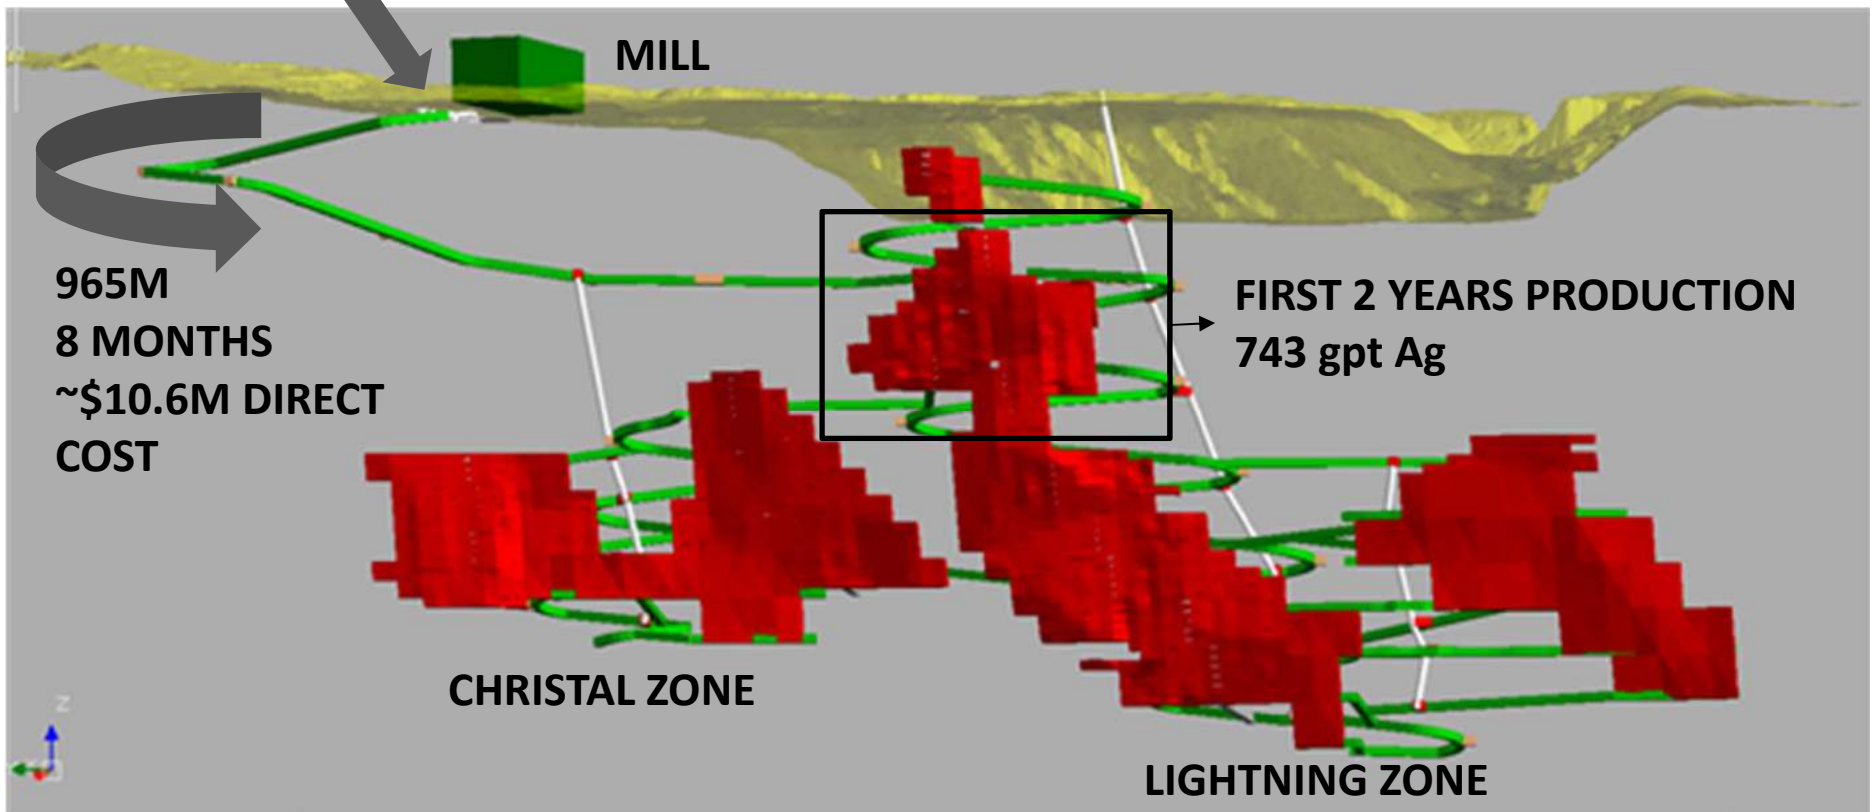 MILL
965M
8 MONTHS
~$10.6M DIRECT
COST
FIRST 2 YEARS PRODUCTION
743 gpt Ag
CHRISTAL ZONE
LIGHTNING ZONE
Z